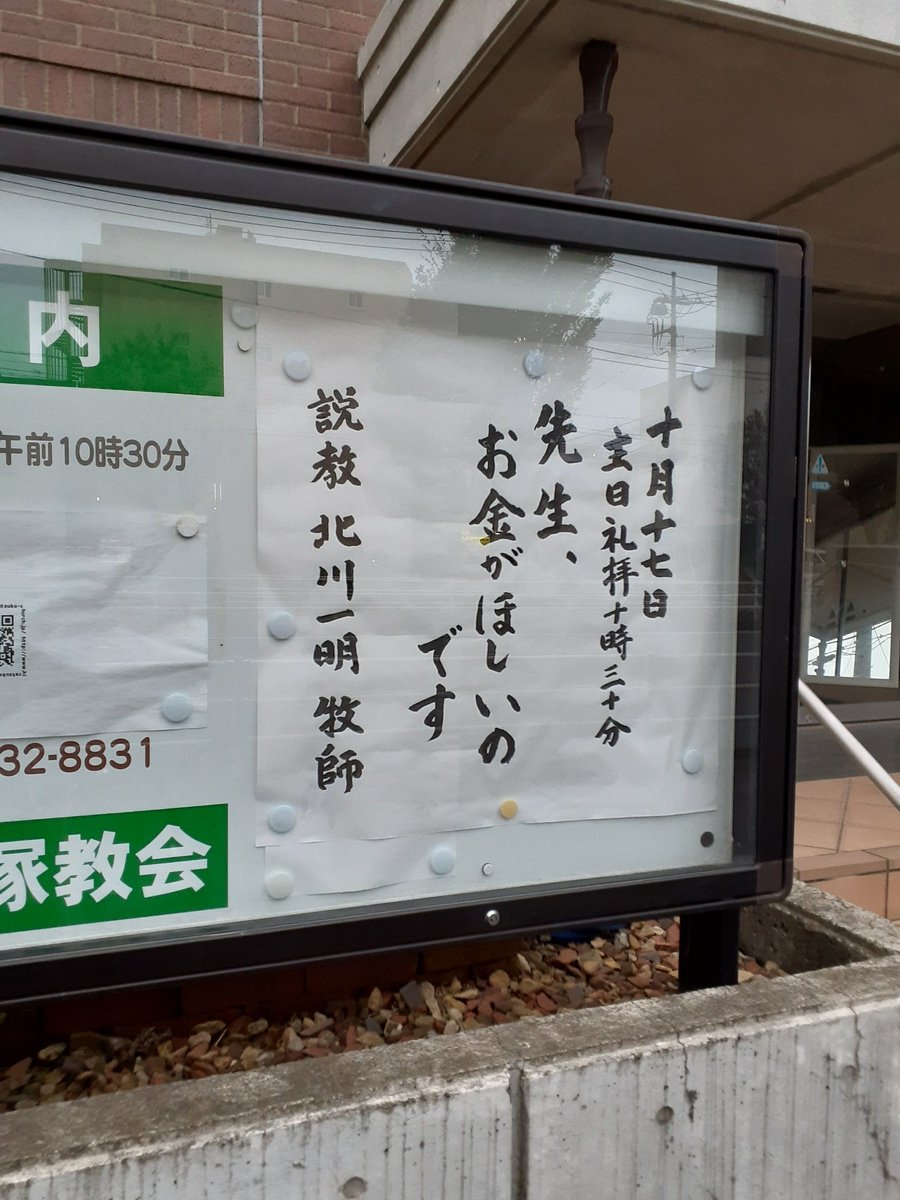 十月十七日
主日礼拝十時三十分
先生、
お金がほしいの
です
説教 北川一明 牧師
内
午前10時30分
32-8831
塚教会